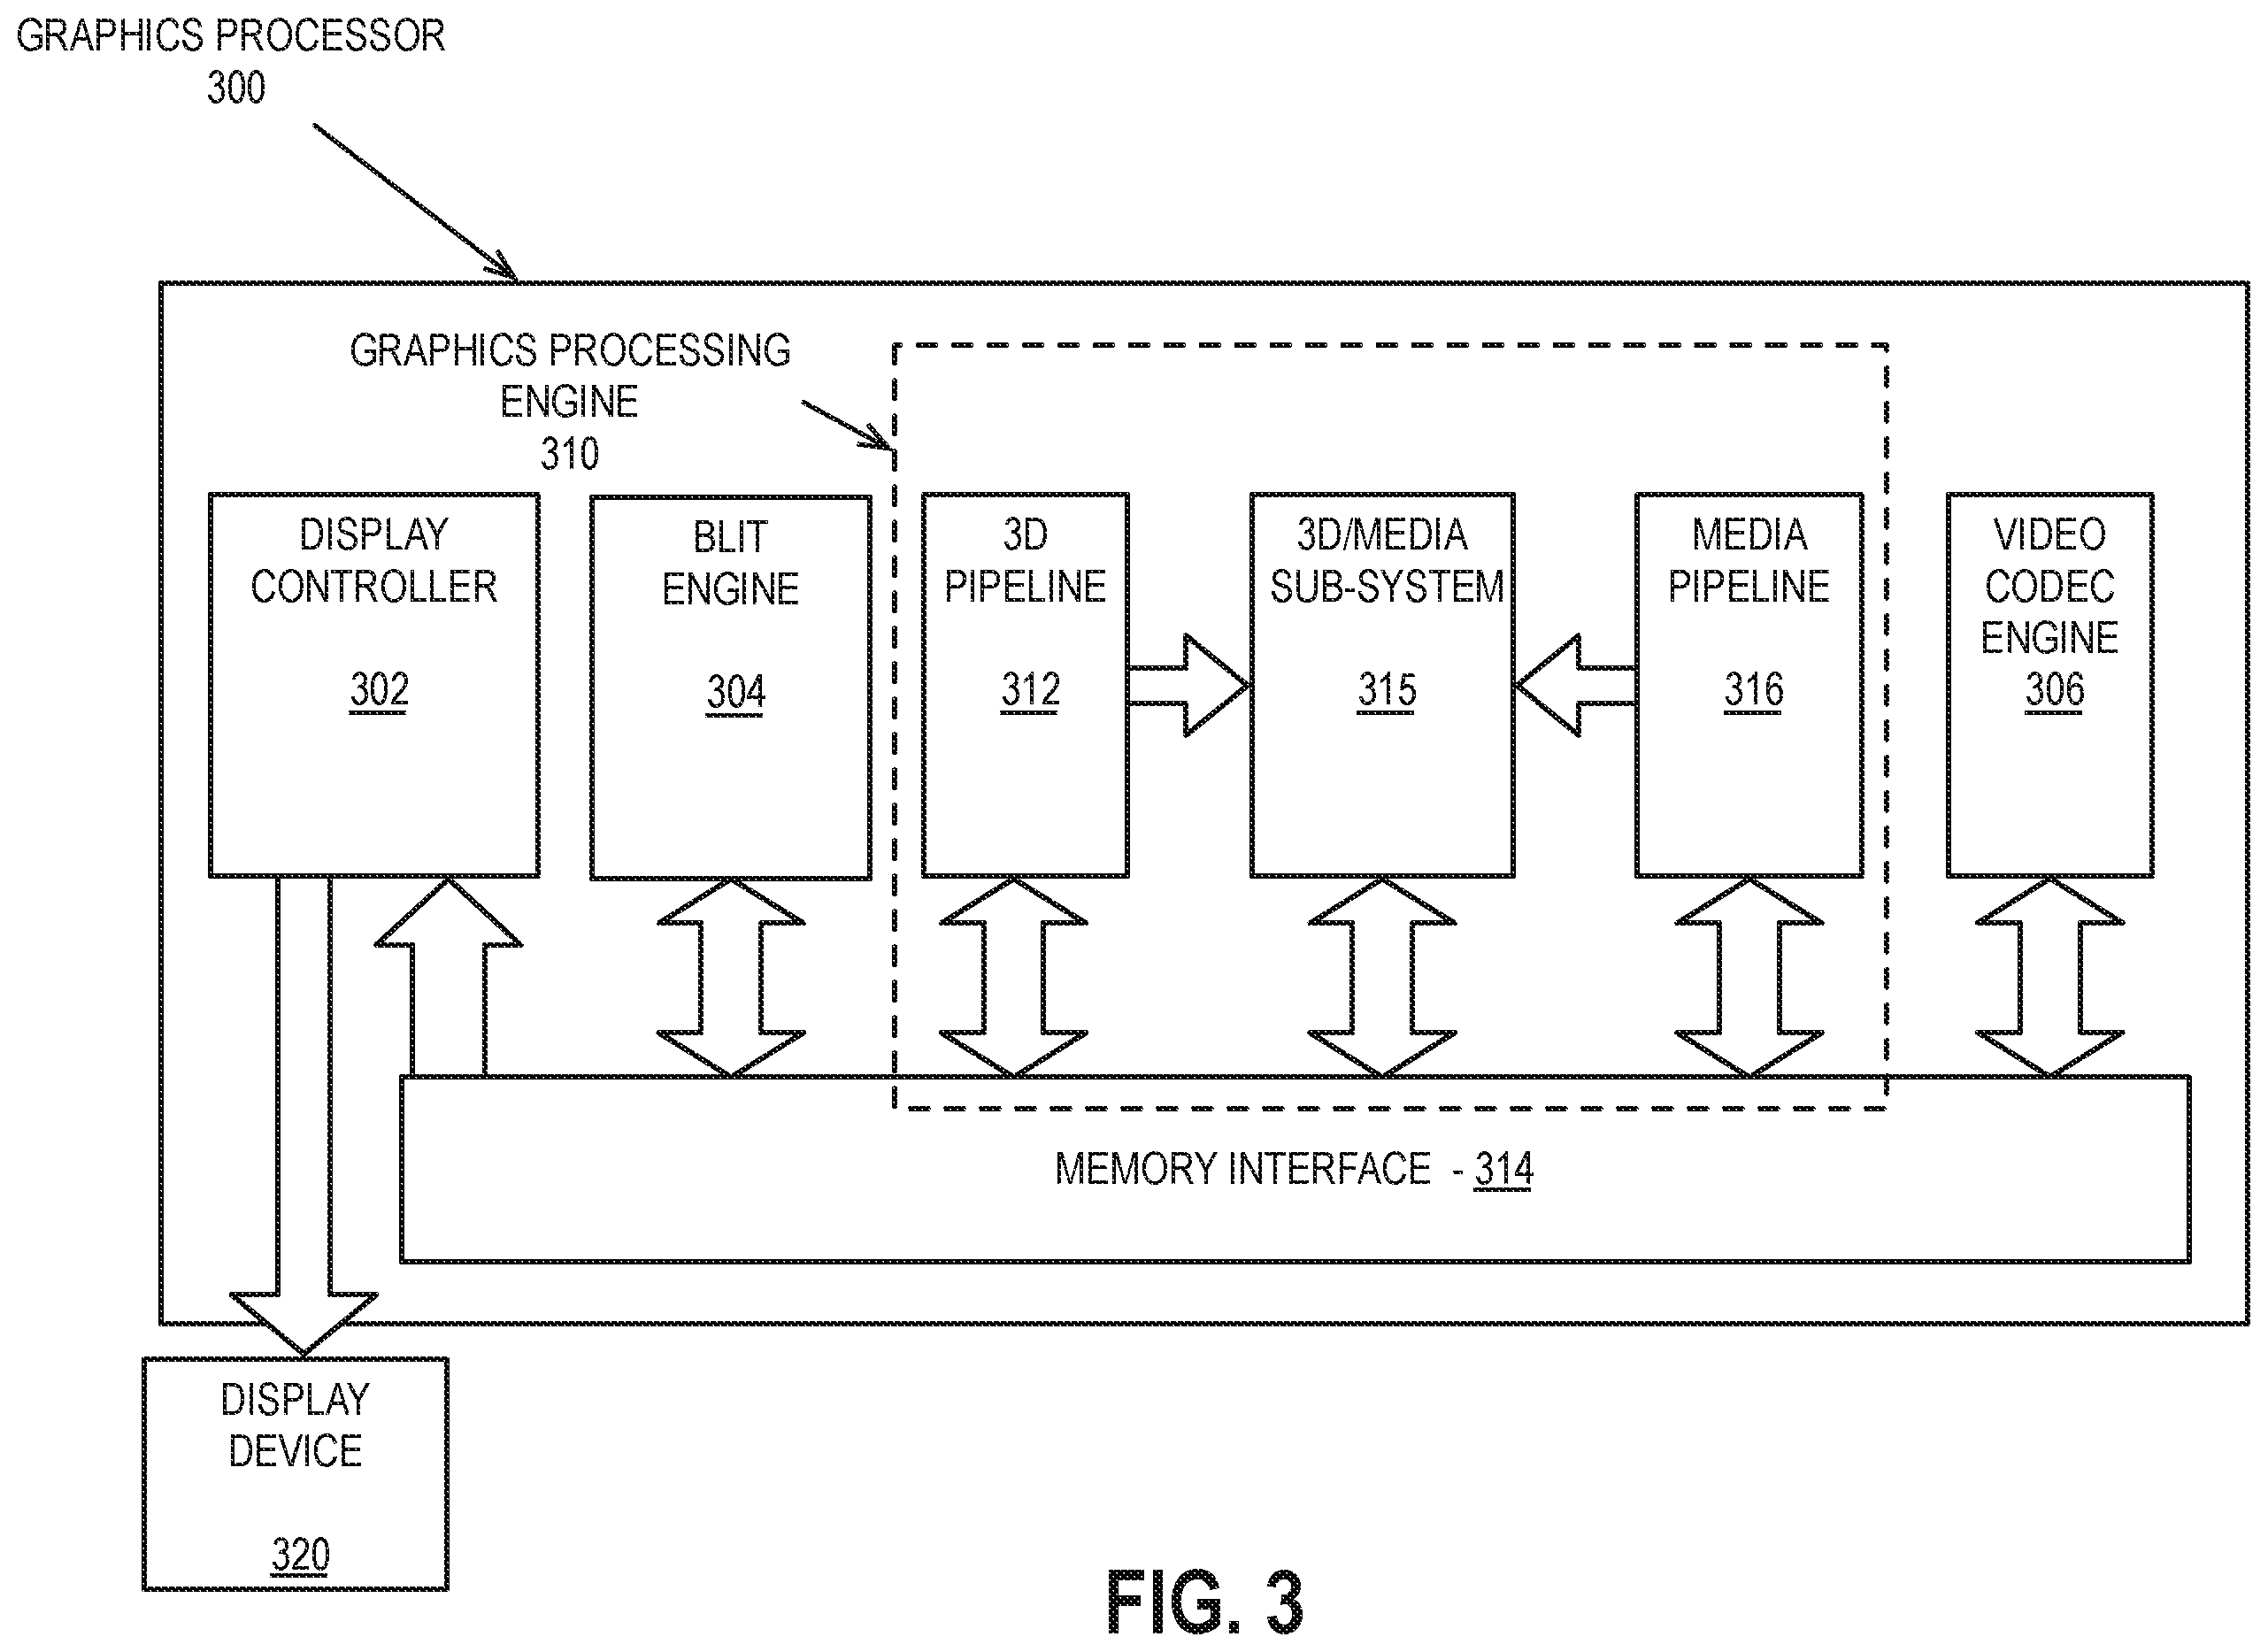 GRAPHICS PROCESSOR
300
GRAPHICS PROCESSING
ENGINE
310
DISPLAY
CONTROLLER
302
BLIT
ENGINE
304
3D
PIPELINE
312
3D/MEDIA
SUB-SYSTEM
315
MEDIA
PIPELINE
316
VIDEO
CODEC
ENGINE
306
MEMORY INTERFACE - 314
DISPLAY
DEVICE
320
FIG. 3